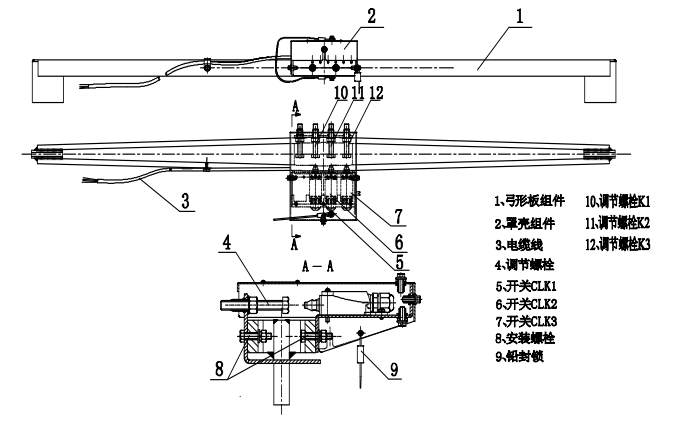 2
1
A
10
11
12
3
A
7
6
5
A-A
4
8
9
1、弓形板组件
2、罩壳组件
3、电缆线
4、调节螺栓
5、开关CLK1
6、开关CLK2
7、开关CLK3
8、安装螺栓
9、铅封锁
10、调节螺栓K1
11、调节螺栓K2
12、调节螺栓K3